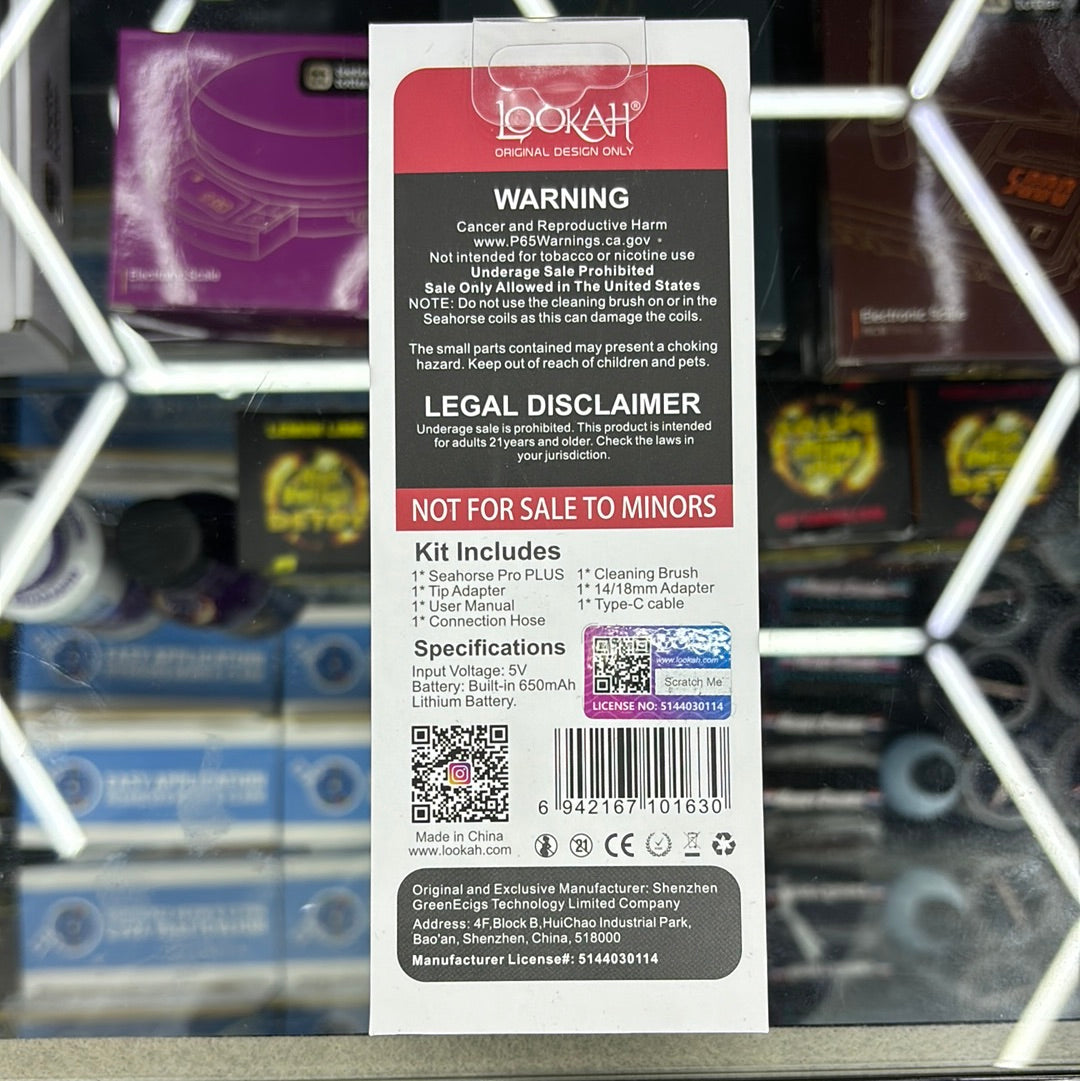 LOOKAH®
ORIGINAL DESIGN ONLY
WARNING
Cancer and Reproductive Harm
www.P65Warnings.ca.gov
Not intended for tobacco or nicotine use
Underage Sale Prohibited
Sale Only Allowed in The United States
NOTE: Do not use the cleaning brush on or in the
Seahorse coils as this can damage the coils.
The small parts contained may present a choking
hazard. Keep out of reach of children and pets.
LEGAL DISCLAIMER
Underage sale is prohibited. This product is intended
for adults 21years and older. Check the laws in
your jurisdiction.
NOT FOR SALE TO MINORS
Kit Includes
1* Seahorse Pro PLUS
1* Tip Adapter
1* User Manual
1* Connection Hose
1* Cleaning Brush
1* 14/18mm Adapter
1* Type-C cable
Specifications
Input Voltage: 5V
Battery: Built-in 650mAh
Lithium Battery.
www.lookah.com
Scratch Me
LICENSE NO: 5144030114
6 942167 101630
Made in China
www.lookah.com
21
CE
Original and Exclusive Manufacturer: Shenzhen
GreenEcigs Technology Limited Company
Address: 4F,Block B,HuiChao Industrial Park,
Bao'an, Shenzhen, China, 518000
Manufacturer License#: 5144030114
Electronic Scale
Electronic Scale
LEMON LIME
DETOX